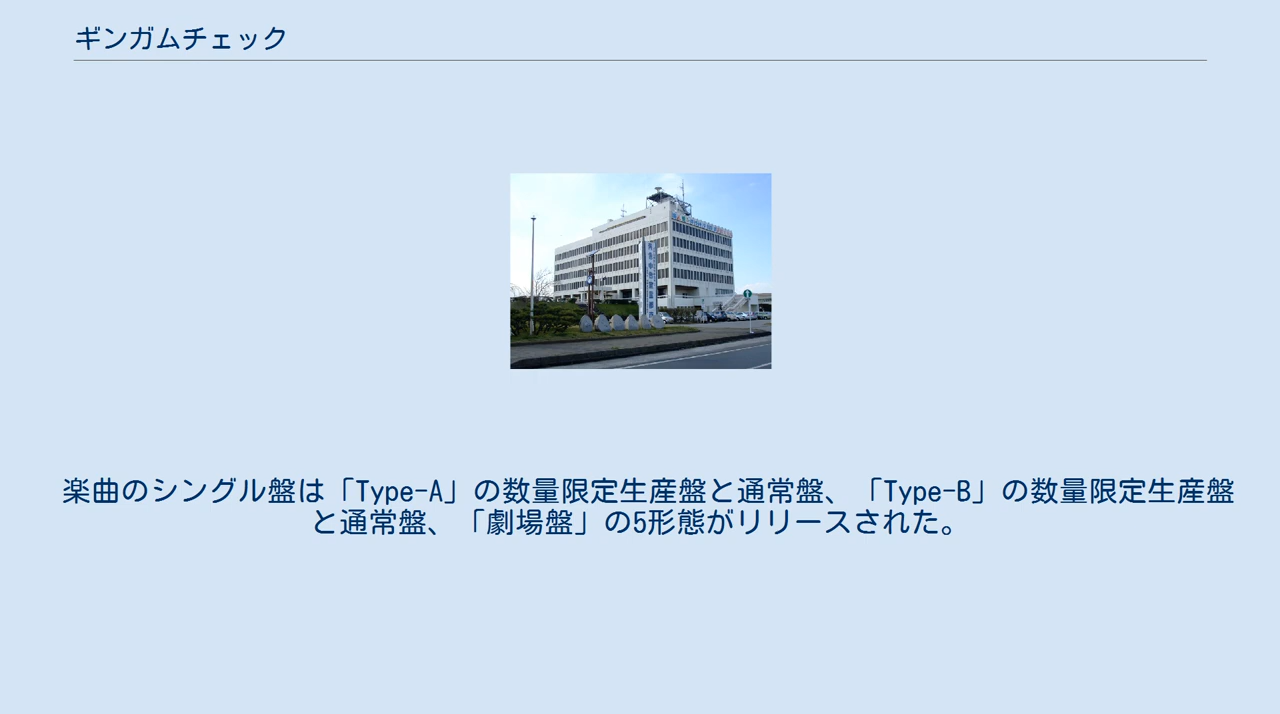 ギンガムチェック
楽曲のシングル盤は「Type-A」の数量限定生産盤と通常盤、「Type-B」の数量限定生産盤
と通常盤、「劇場盤」の5形態がリリースされた。